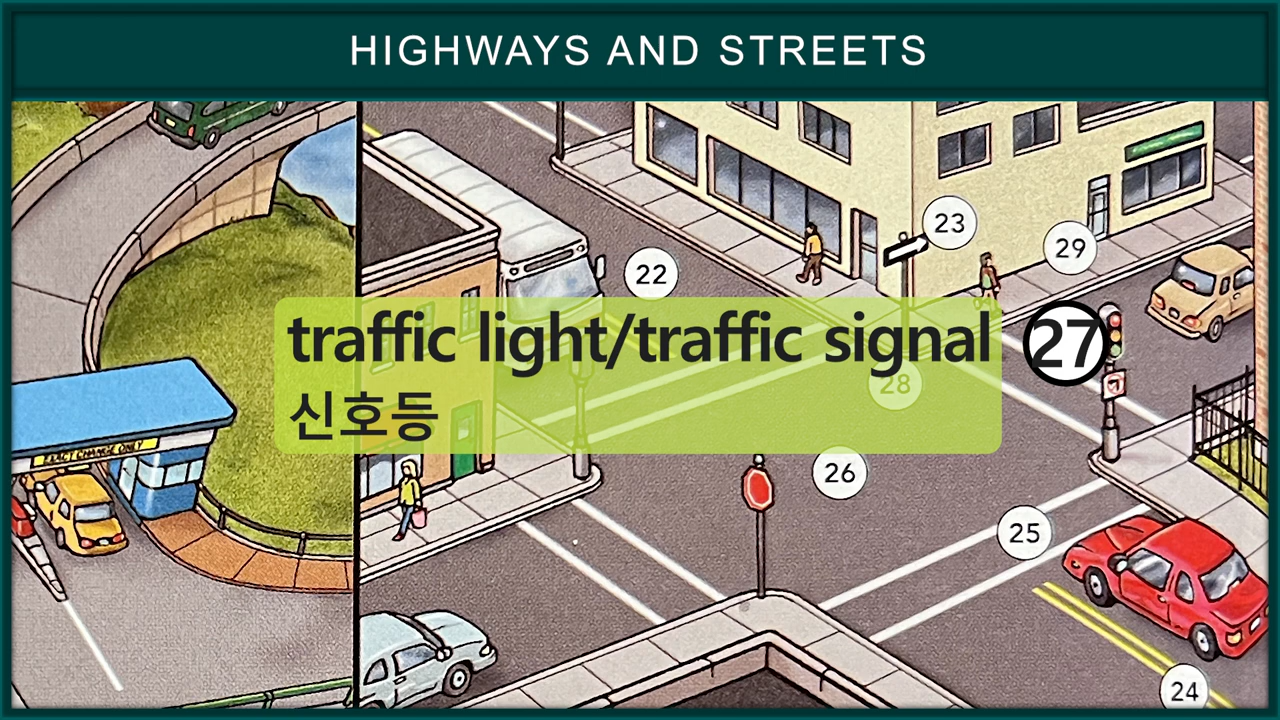 HIGHWAYS AND STREETS
23
29
22
traffic light/traffic signal
27
28
신호등
EXACT CHANGE ONLY
26
25
24